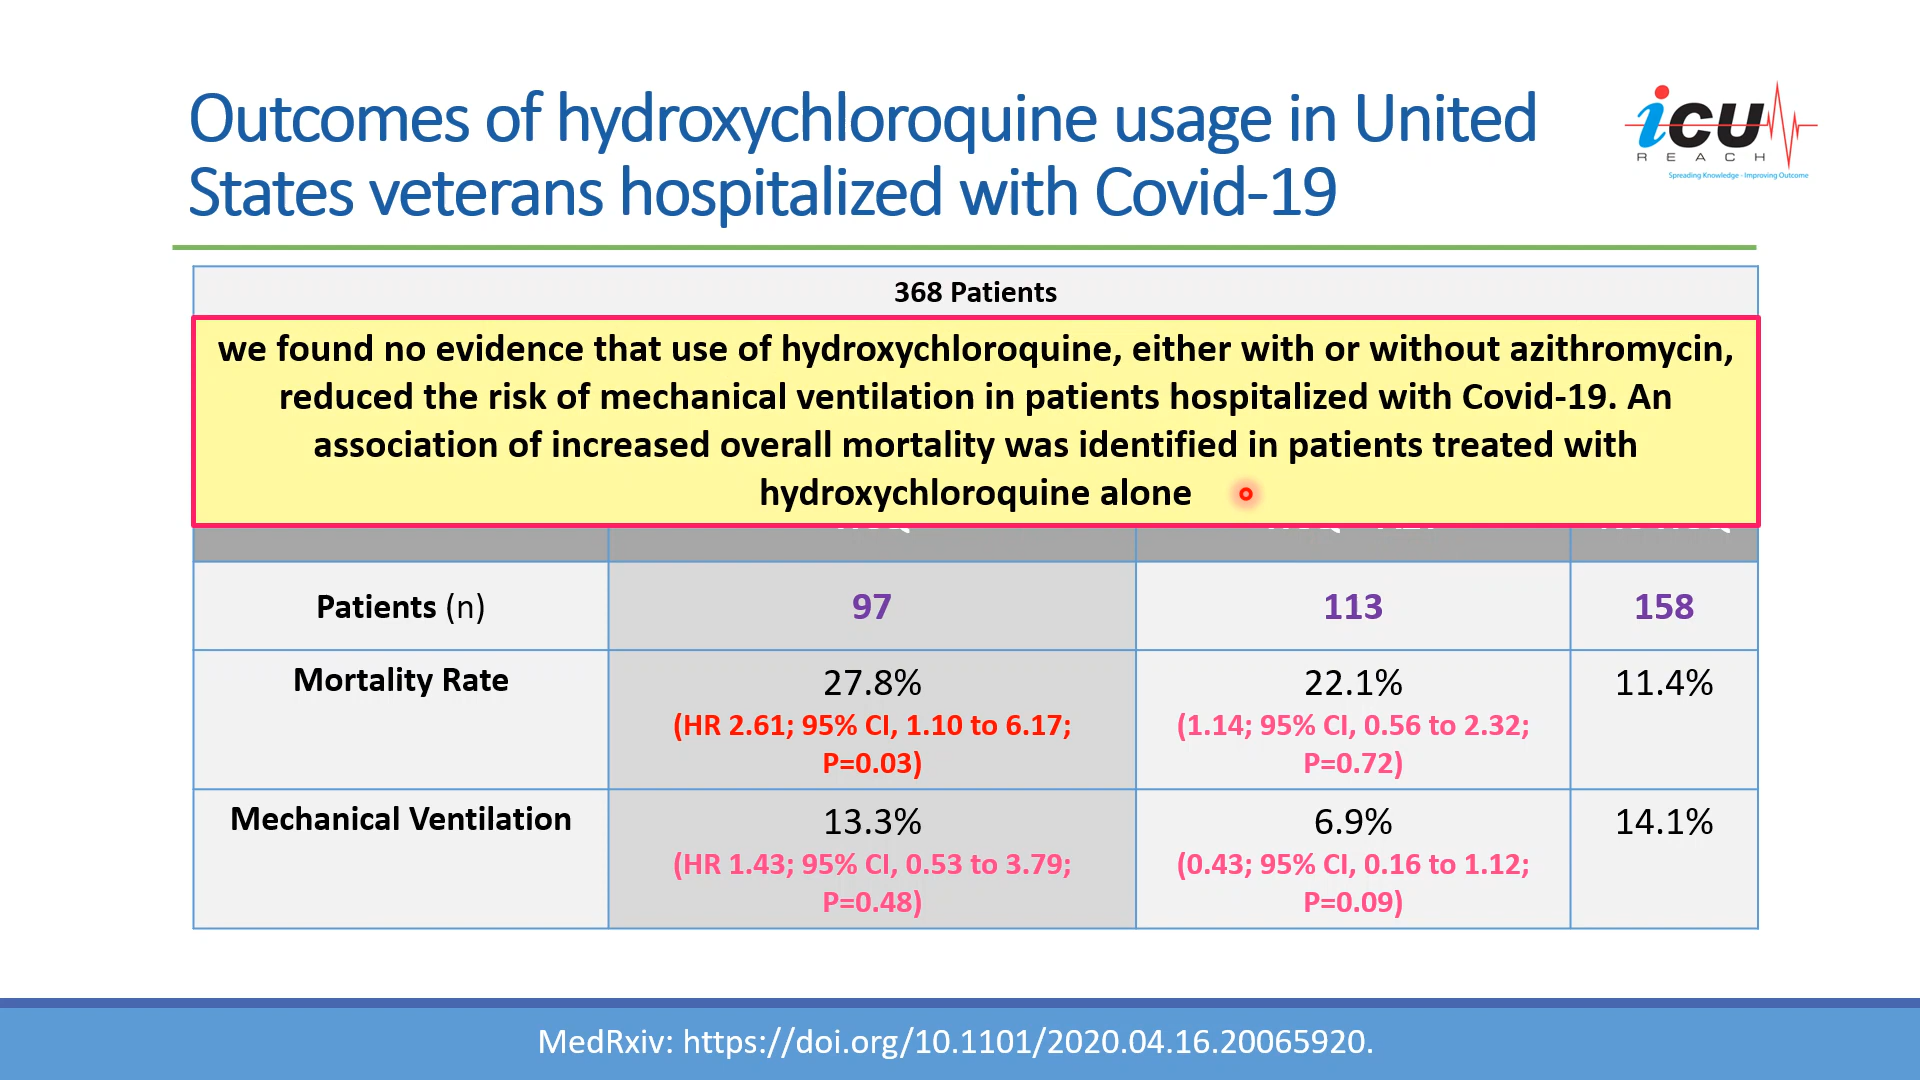 Outcomes of hydroxychloroquine usage in United
States veterans hospitalized with Covid-19
icu
REACH
Spreading Knowledge - Improving Outcome
368 Patients
we found no evidence that use of hydroxychloroquine, either with or without azithromycin,
reduced the risk of mechanical ventilation in patients hospitalized with Covid-19. An
association of increased overall mortality was identified in patients treated with
hydroxychloroquine alone
Patients (n) 97 113 158
Mortality Rate 27.8% 22.1% 11.4%
(HR 2.61; 95% CI, 1.10 to 6.17; (1.14; 95% CI, 0.56 to 2.32;
P=0.03) P=0.72)
Mechanical Ventilation 13.3% 6.9% 14.1%
(HR 1.43; 95% CI, 0.53 to 3.79; (0.43; 95% CI, 0.16 to 1.12;
P=0.48) P=0.09)
MedRxiv: https://doi.org/10.1101/2020.04.16.20065920.